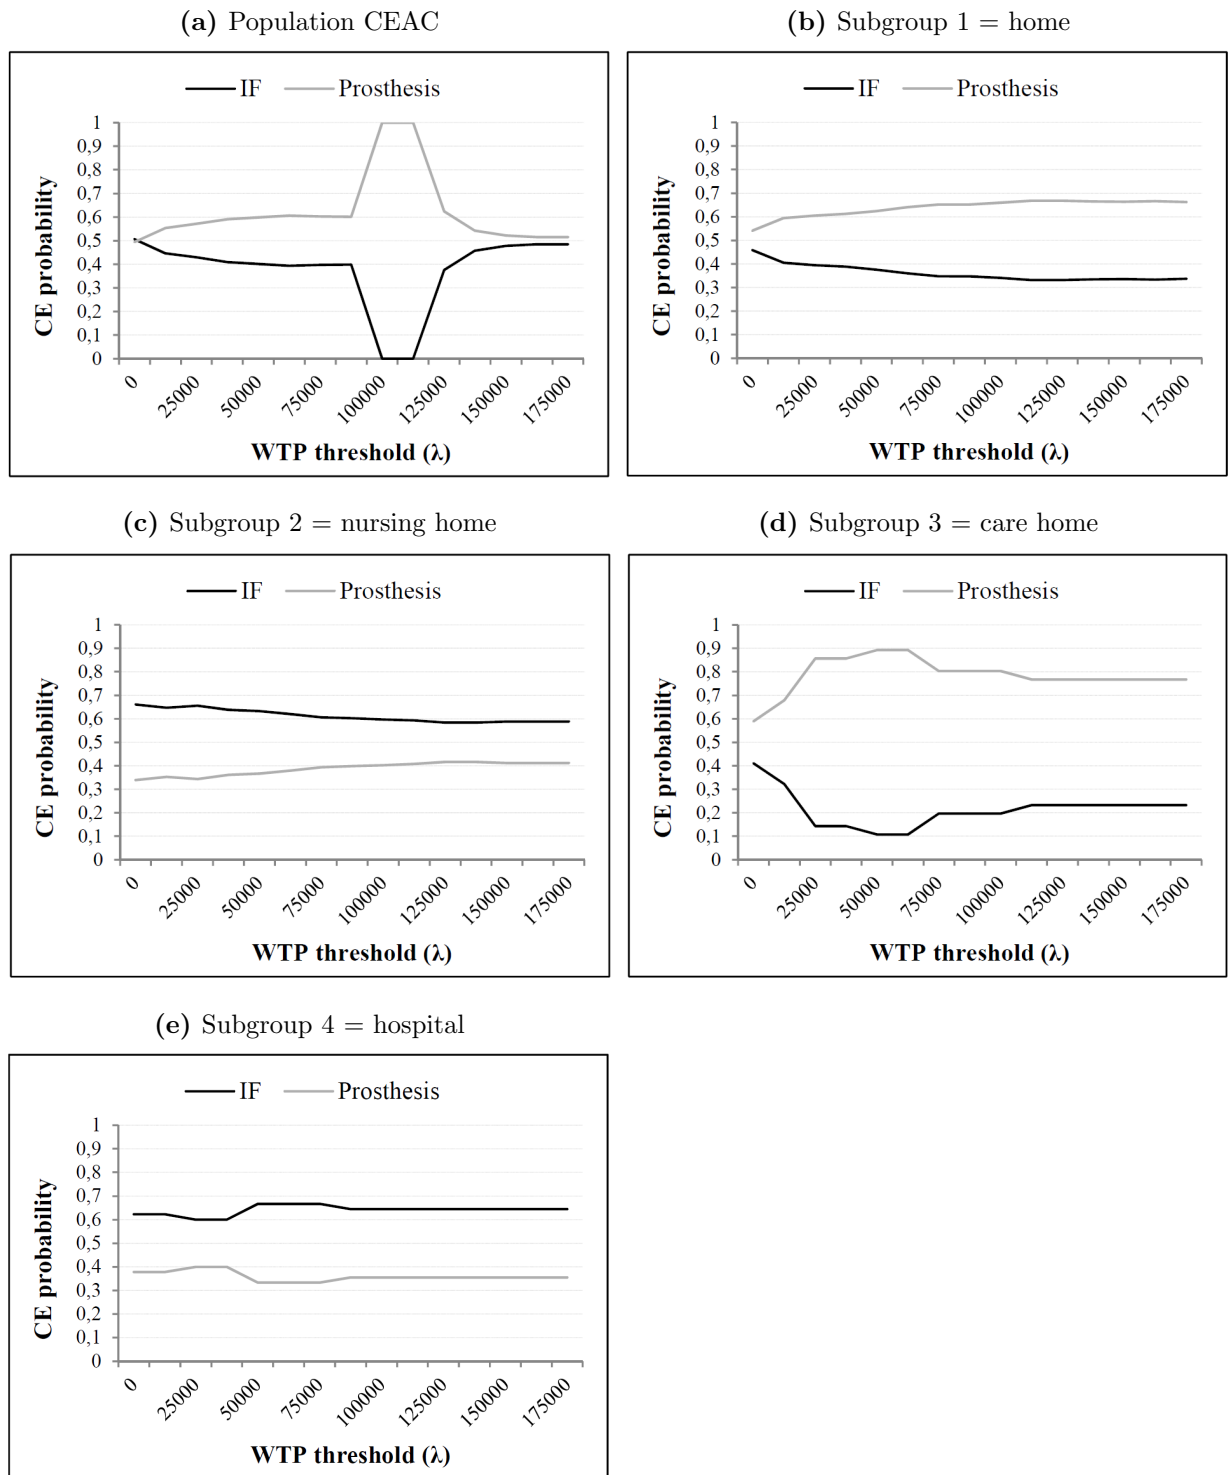 (a) Population CEAC
IF Prosthesis
CE probability
1
0,9
0,8
0,7
0,6
0,5
0,4
0,3
0,2
0,1
0
0 25000 50000 75000 100000 125000 150000 175000
WTP threshold (λ)
(b) Subgroup 1 = home
IF Prosthesis
CE probability
1
0,9
0,8
0,7
0,6
0,5
0,4
0,3
0,2
0,1
0
0 25000 50000 75000 100000 125000 150000 175000
WTP threshold (λ)
(c) Subgroup 2 = nursing home
IF Prosthesis
CE probability
1
0,9
0,8
0,7
0,6
0,5
0,4
0,3
0,2
0,1
0
0 25000 50000 75000 100000 125000 150000 175000
WTP threshold (λ)
(d) Subgroup 3 = care home
IF Prosthesis
CE probability
1
0,9
0,8
0,7
0,6
0,5
0,4
0,3
0,2
0,1
0
0 25000 50000 75000 100000 125000 150000 175000
WTP threshold (λ)
(e) Subgroup 4 = hospital
IF Prosthesis
CE probability
1
0,9
0,8
0,7
0,6
0,5
0,4
0,3
0,2
0,1
0
0 25000 50000 75000 100000 125000 150000 175000
WTP threshold (λ)